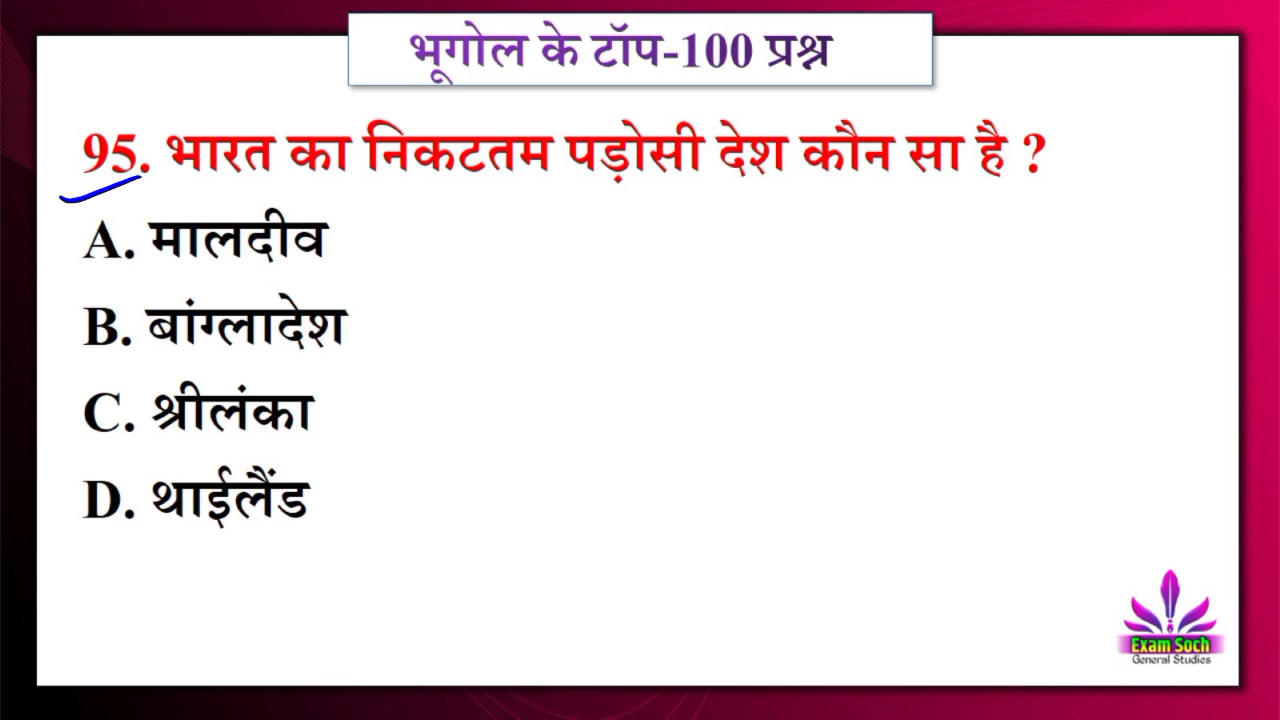 भूगोल के टॉप-100 प्रश्न
95. भारत का निकटतम पड़ोसी देश कौन सा है ?
A. मालदीव
B. बांग्लादेश
C. श्रीलंका
D. थाईलैंड
Exam Soch
General Studies